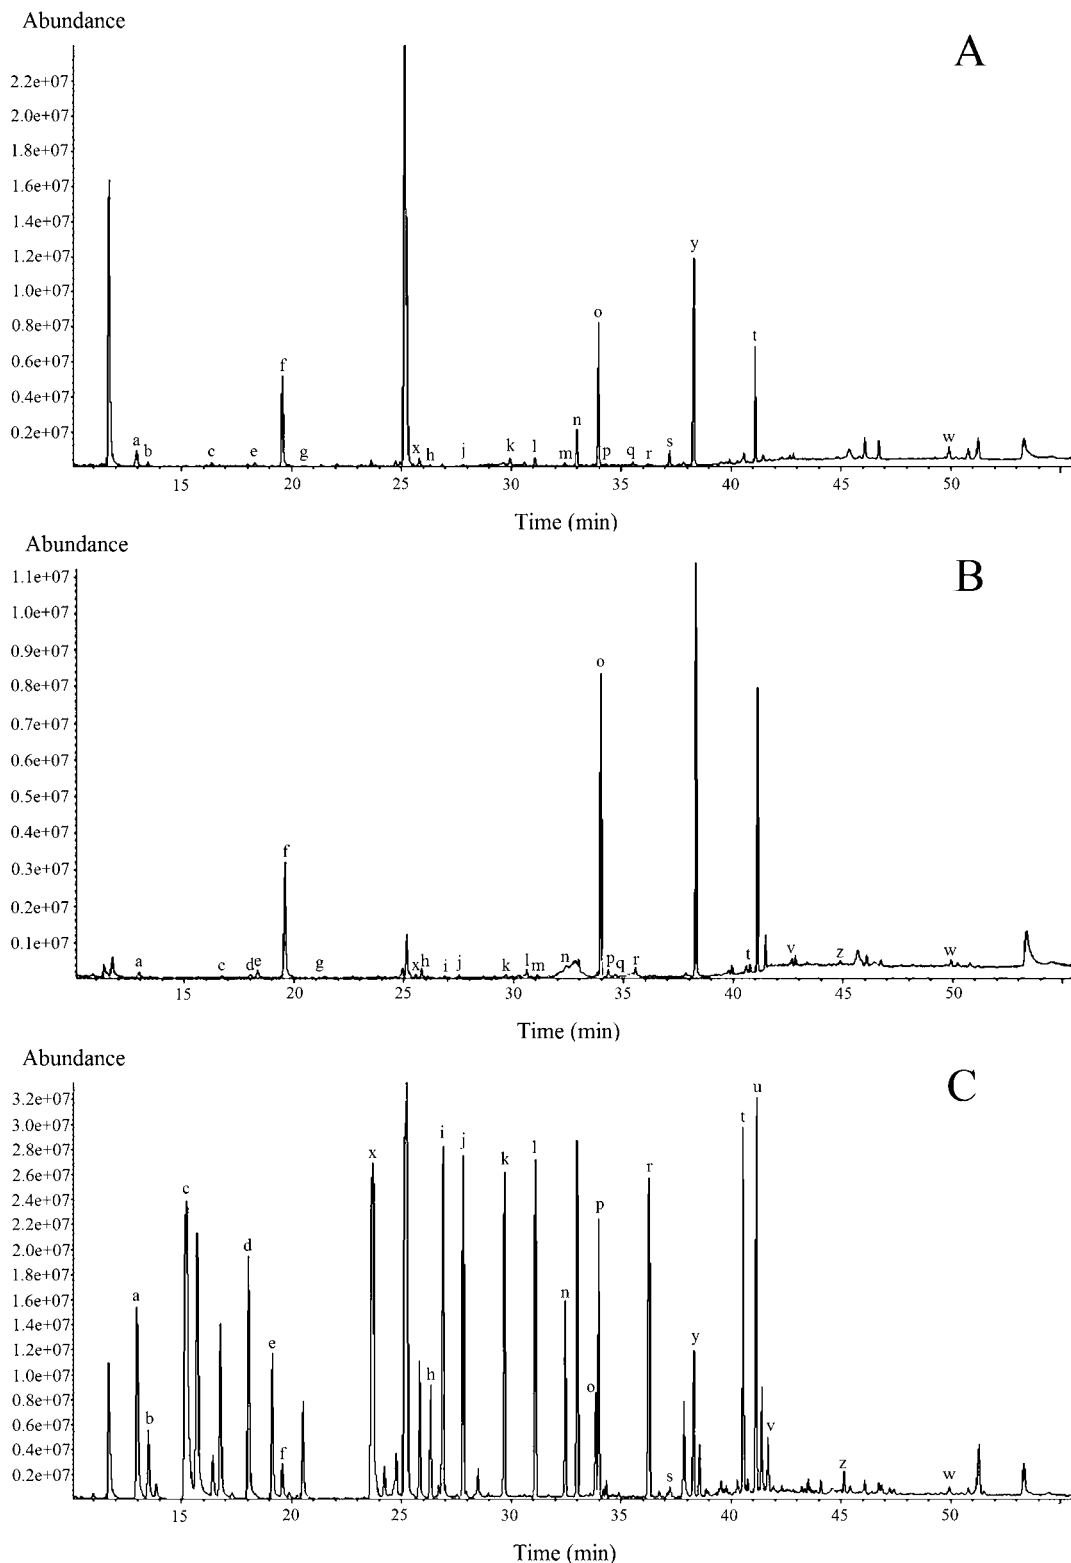 Abundance
A
2.2e+07
2.0e+07
1.8e+07
1.6e+07
1.4e+07
1.2e+07
1.0e+07
0.8e+07
0.6e+07
0.4e+07
0.2e+07
y
o
t
f
n
a b c e g x h j k l m p q r s w
15 20 25 30 35 40 45 50
Time (min)
Abundance
B
1.1e+07
1.0e+07
0.9e+07
0.8e+07
0.7e+07
0.6e+07
0.5e+07
0.4e+07
0.3e+07
0.2e+07
0.1e+07
o
f
a c d e g x h i j k l m n p q r t v z w
15 20 25 30 35 40 45 50
Time (min)
Abundance
C
3.2e+07
3.0e+07
2.8e+07
2.6e+07
2.4e+07
2.2e+07
2.0e+07
1.8e+07
1.6e+07
1.4e+07
1.2e+07
1.0e+07
0.8e+07
0.6e+07
0.4e+07
0.2e+07
a b c d e f x h i j k l n o p r s y t u v z w
15 20 25 30 35 40 45 50
Time (min)